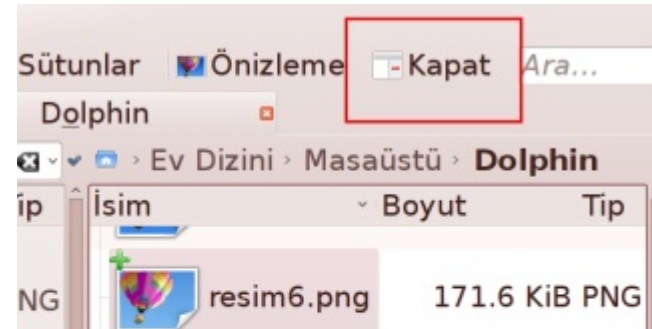 Sütunlar Önizleme Kapat Ara...
Dolphin
Ev Dizini Masaüstü Dolphin
İsim Boyut Tip
NG resim6.png 171.6 KiB PNG